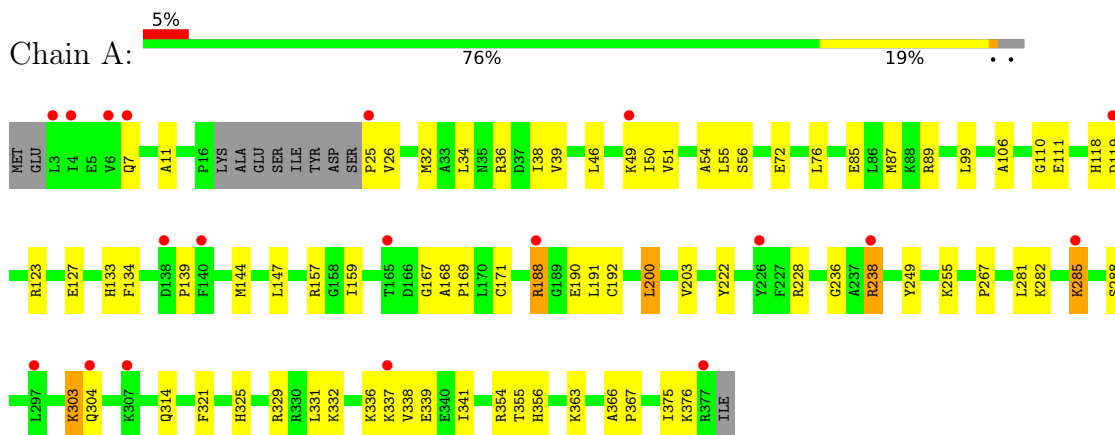 5%
Chain A:
76% 19% • •
MET GLU L3 I4 E5 V6 Q7 A11 P16 LYS ALA GLU SER ILE TYR ASP SER P25 V26 M32 A33 L34 N35 R36 D37 I38 V39 L46 K49 I50 V51 A54 L55 S56 E72 L76 E85 L86 M87 K88 R89 L99 A106 G110 E111 H118 D119
R123 E127 H133 F134 D138 P139 F140 M144 L147 R157 G158 I159 T165 D166 G167 A168 P169 L170 C171 R188 G189 E190 L191 C192 L200 V203 Y222 Y226 F227 R228 G236 A237 R238 Y249 K255 P267 L281 K282 K285 S288
L297 K303 Q304 K307 Q314 F321 H325 R329 R330 L331 K332 K336 K337 V338 E339 E340 I341 R354 T355 H356 K363 A366 P367 I375 K376 R377 ILE